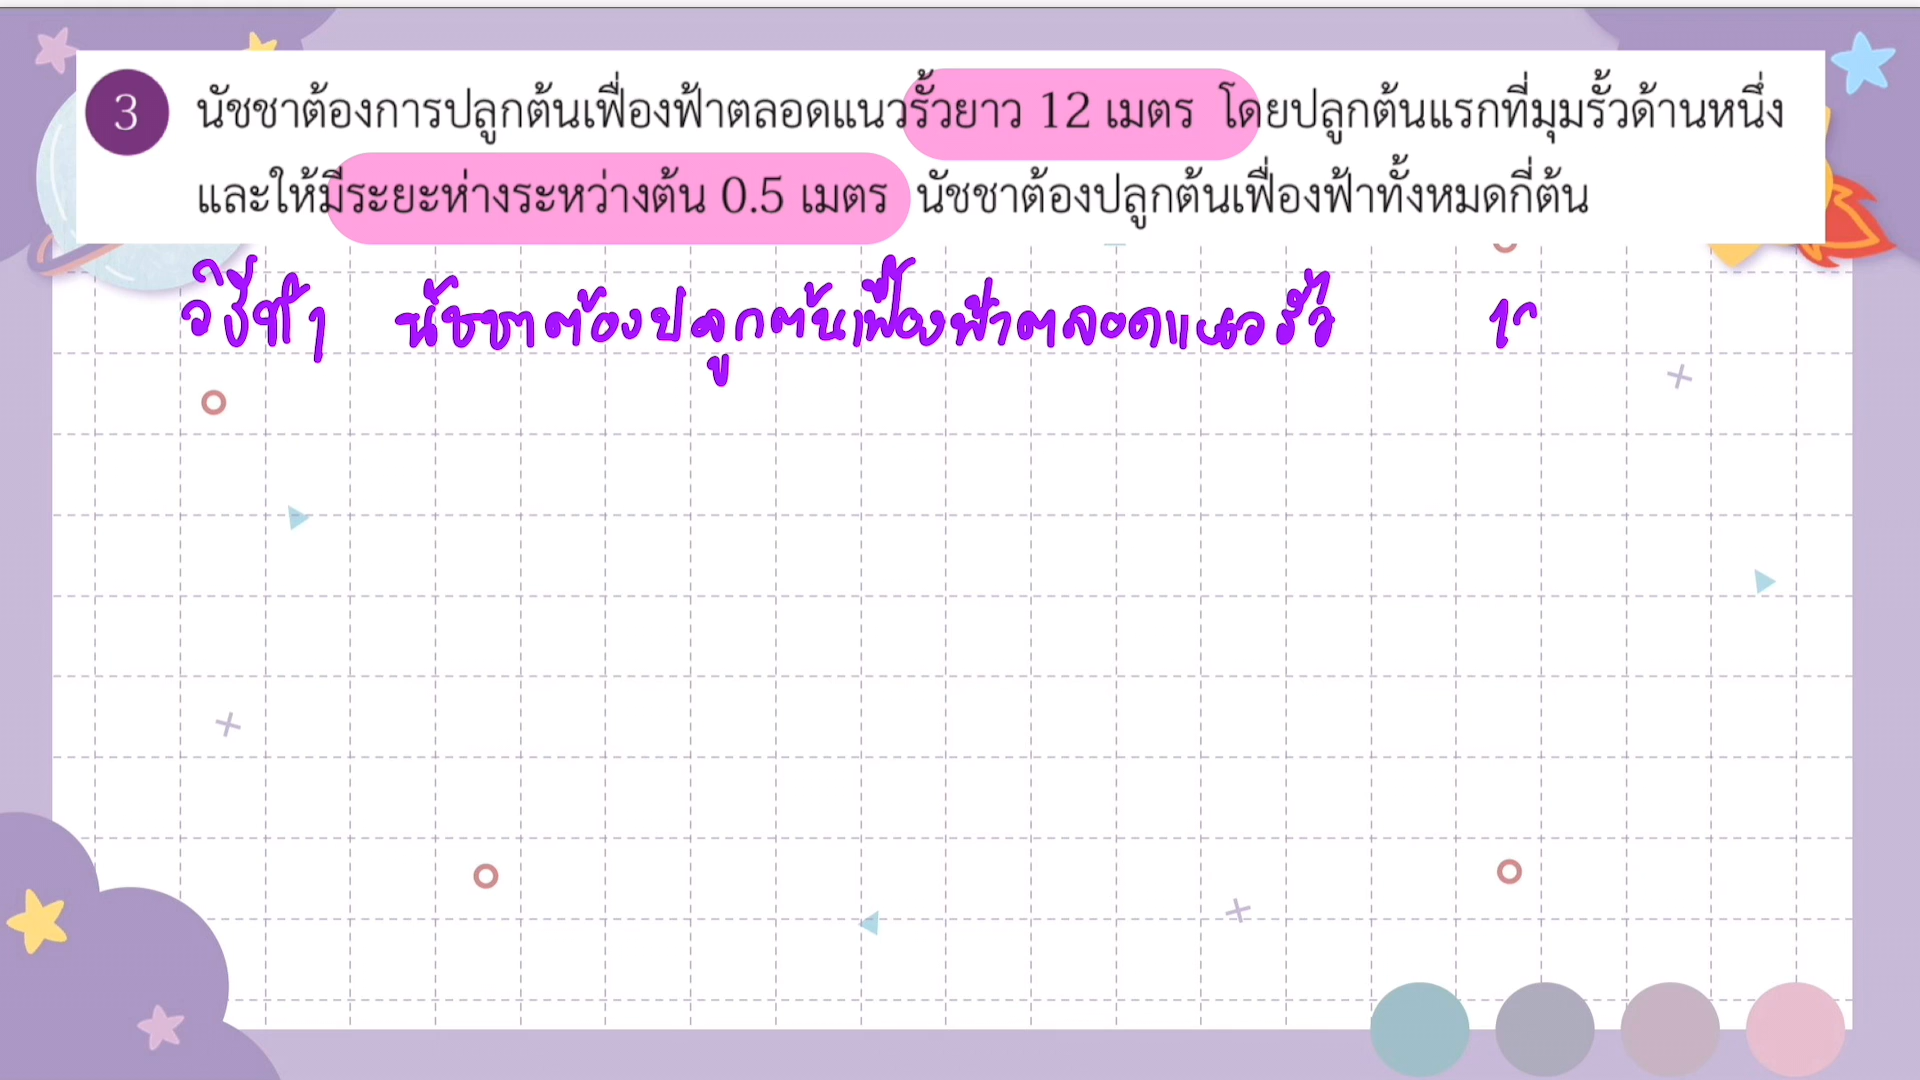 3 นัชชาต้องการปลูกต้นเฟื่องฟ้าตลอดแนวรั้วยาว 12 เมตร โดยปลูกต้นแรกที่มุมรั้วด้านหนึ่ง
และให้มีระยะห่างระหว่างต้น 0.5 เมตร นัชชาต้องปลูกต้นเฟื่องฟ้าทั้งหมดกี่ต้น
วิธีทำ นัชชาต้องปลูกต้นเฟื่องฟ้าตลอดแนวรั้ว